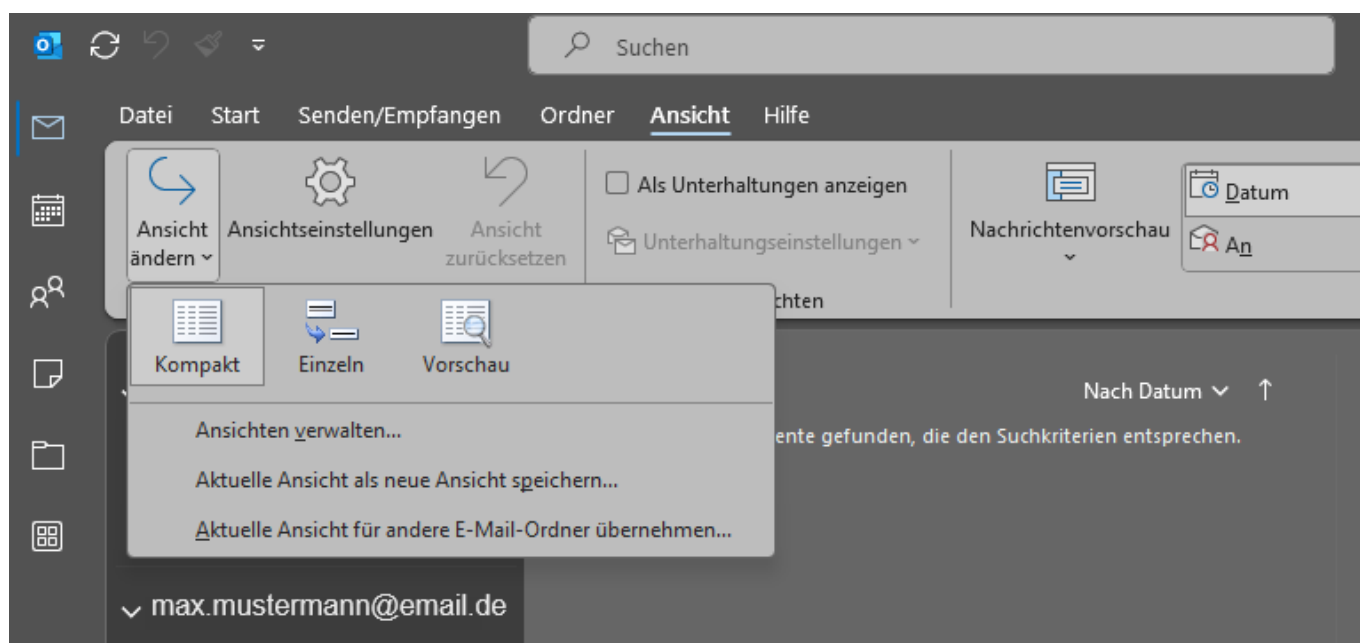 Suchen
Datei Start Senden/Empfangen Ordner Ansicht Hilfe
Ansicht ändern
Ansichtseinstellungen
Ansicht zurücksetzen
Als Unterhaltungen anzeigen
Unterhaltungseinstellungen
Nachrichtenvorschau
Datum
An
chten
Kompakt Einzeln Vorschau
Ansichten verwalten...
Aktuelle Ansicht als neue Ansicht speichern...
Aktuelle Ansicht für andere E-Mail-Ordner übernehmen...
Nach Datum
ente gefunden, die den Suchkriterien entsprechen.
max.mustermann@email.de